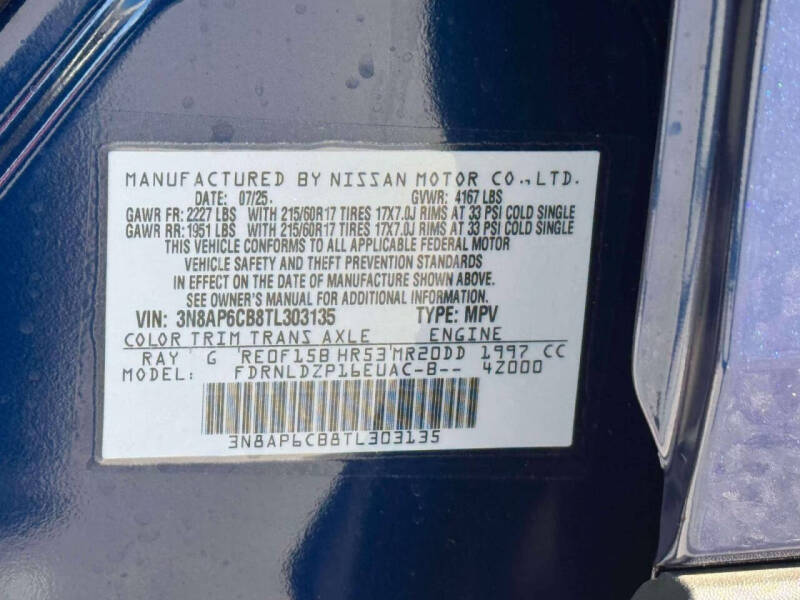 MANUFACTURED BY NISSAN MOTOR CO.,LTD.
DATE: 07/25. GVWR: 4167 LBS
GAWR FR: 2227 LBS WITH 215/60R17 TIRES 17X7.0J RIMS AT 33 PSI COLD SINGLE
GAWR RR: 1951 LBS WITH 215/60R17 TIRES 17X7.0J RIMS AT 33 PSI COLD SINGLE
THIS VEHICLE CONFORMS TO ALL APPLICABLE FEDERAL MOTOR
VEHICLE SAFETY AND THEFT PREVENTION STANDARDS
IN EFFECT ON THE DATE OF MANUFACTURE SHOWN ABOVE.
SEE OWNER'S MANUAL FOR ADDITIONAL INFORMATION.
VIN: 3N8AP6CB8TL303135 TYPE: MPV
COLOR TRIM TRANS AXLE ENGINE
RAY G RE0F15B HR53 MR20DD 1997 CC
MODEL: FDRNLDZP16EUAC-B-- 4Z000
3N8AP6CB8TL303135